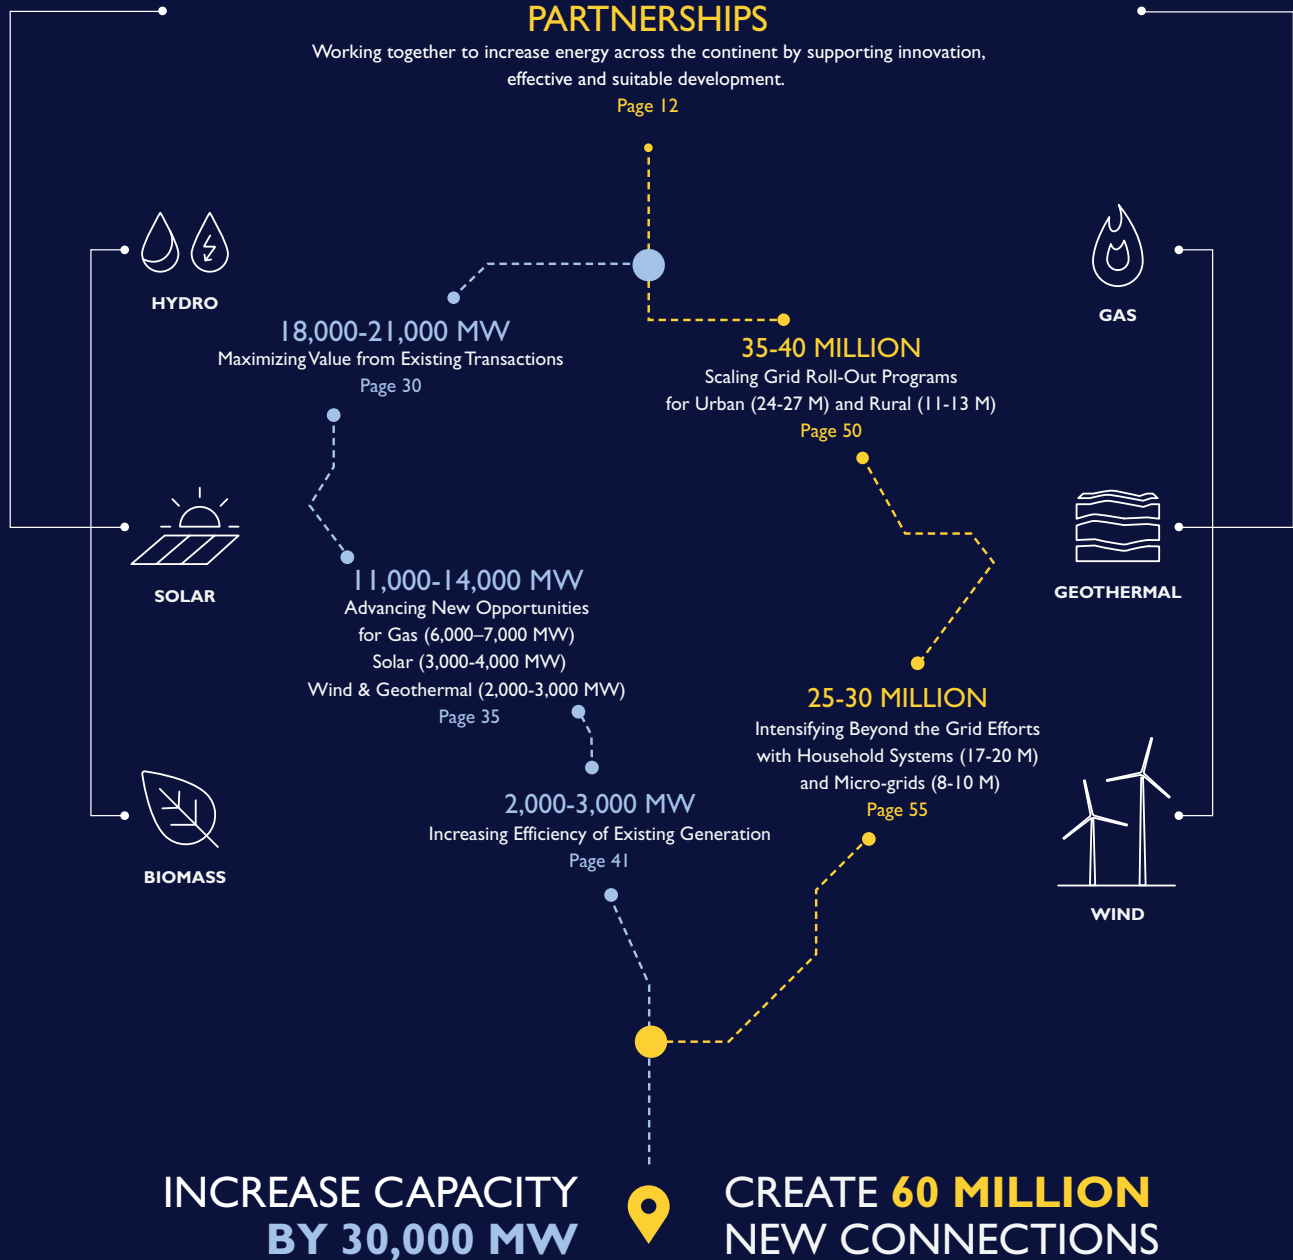 PARTNERSHIPS
Working together to increase energy across the continent by supporting innovation,
effective and suitable development.
Page 12
HYDRO
GAS
18,000-21,000 MW
Maximizing Value from Existing Transactions
Page 30
35-40 MILLION
Scaling Grid Roll-Out Programs
for Urban (24-27 M) and Rural (11-13 M)
Page 50
SOLAR
GEOTHERMAL
11,000-14,000 MW
Advancing New Opportunities
for Gas (6,000–7,000 MW)
Solar (3,000-4,000 MW)
Wind & Geothermal (2,000-3,000 MW)
Page 35
25-30 MILLION
Intensifying Beyond the Grid Efforts
with Household Systems (17-20 M)
and Micro-grids (8-10 M)
Page 55
2,000-3,000 MW
Increasing Efficiency of Existing Generation
Page 41
BIOMASS
WIND
INCREASE CAPACITY
BY 30,000 MW
CREATE 60 MILLION
NEW CONNECTIONS